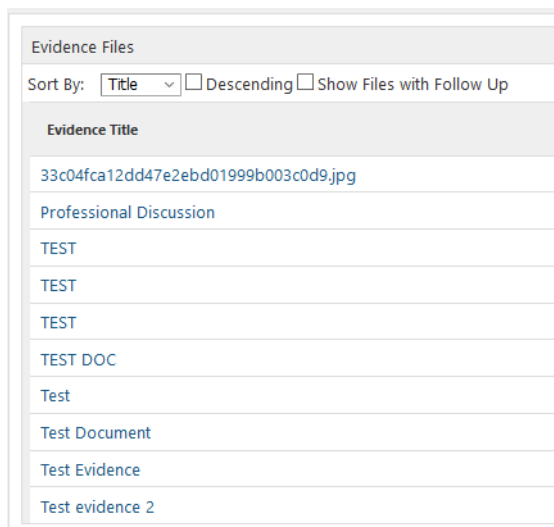 Evidence Files
Sort By: Title Descending Show Files with Follow Up
Evidence Title
33c04fca12dd47e2ebd01999b003c0d9.jpg
Professional Discussion
TEST
TEST
TEST
TEST DOC
Test
Test Document
Test Evidence
Test evidence 2